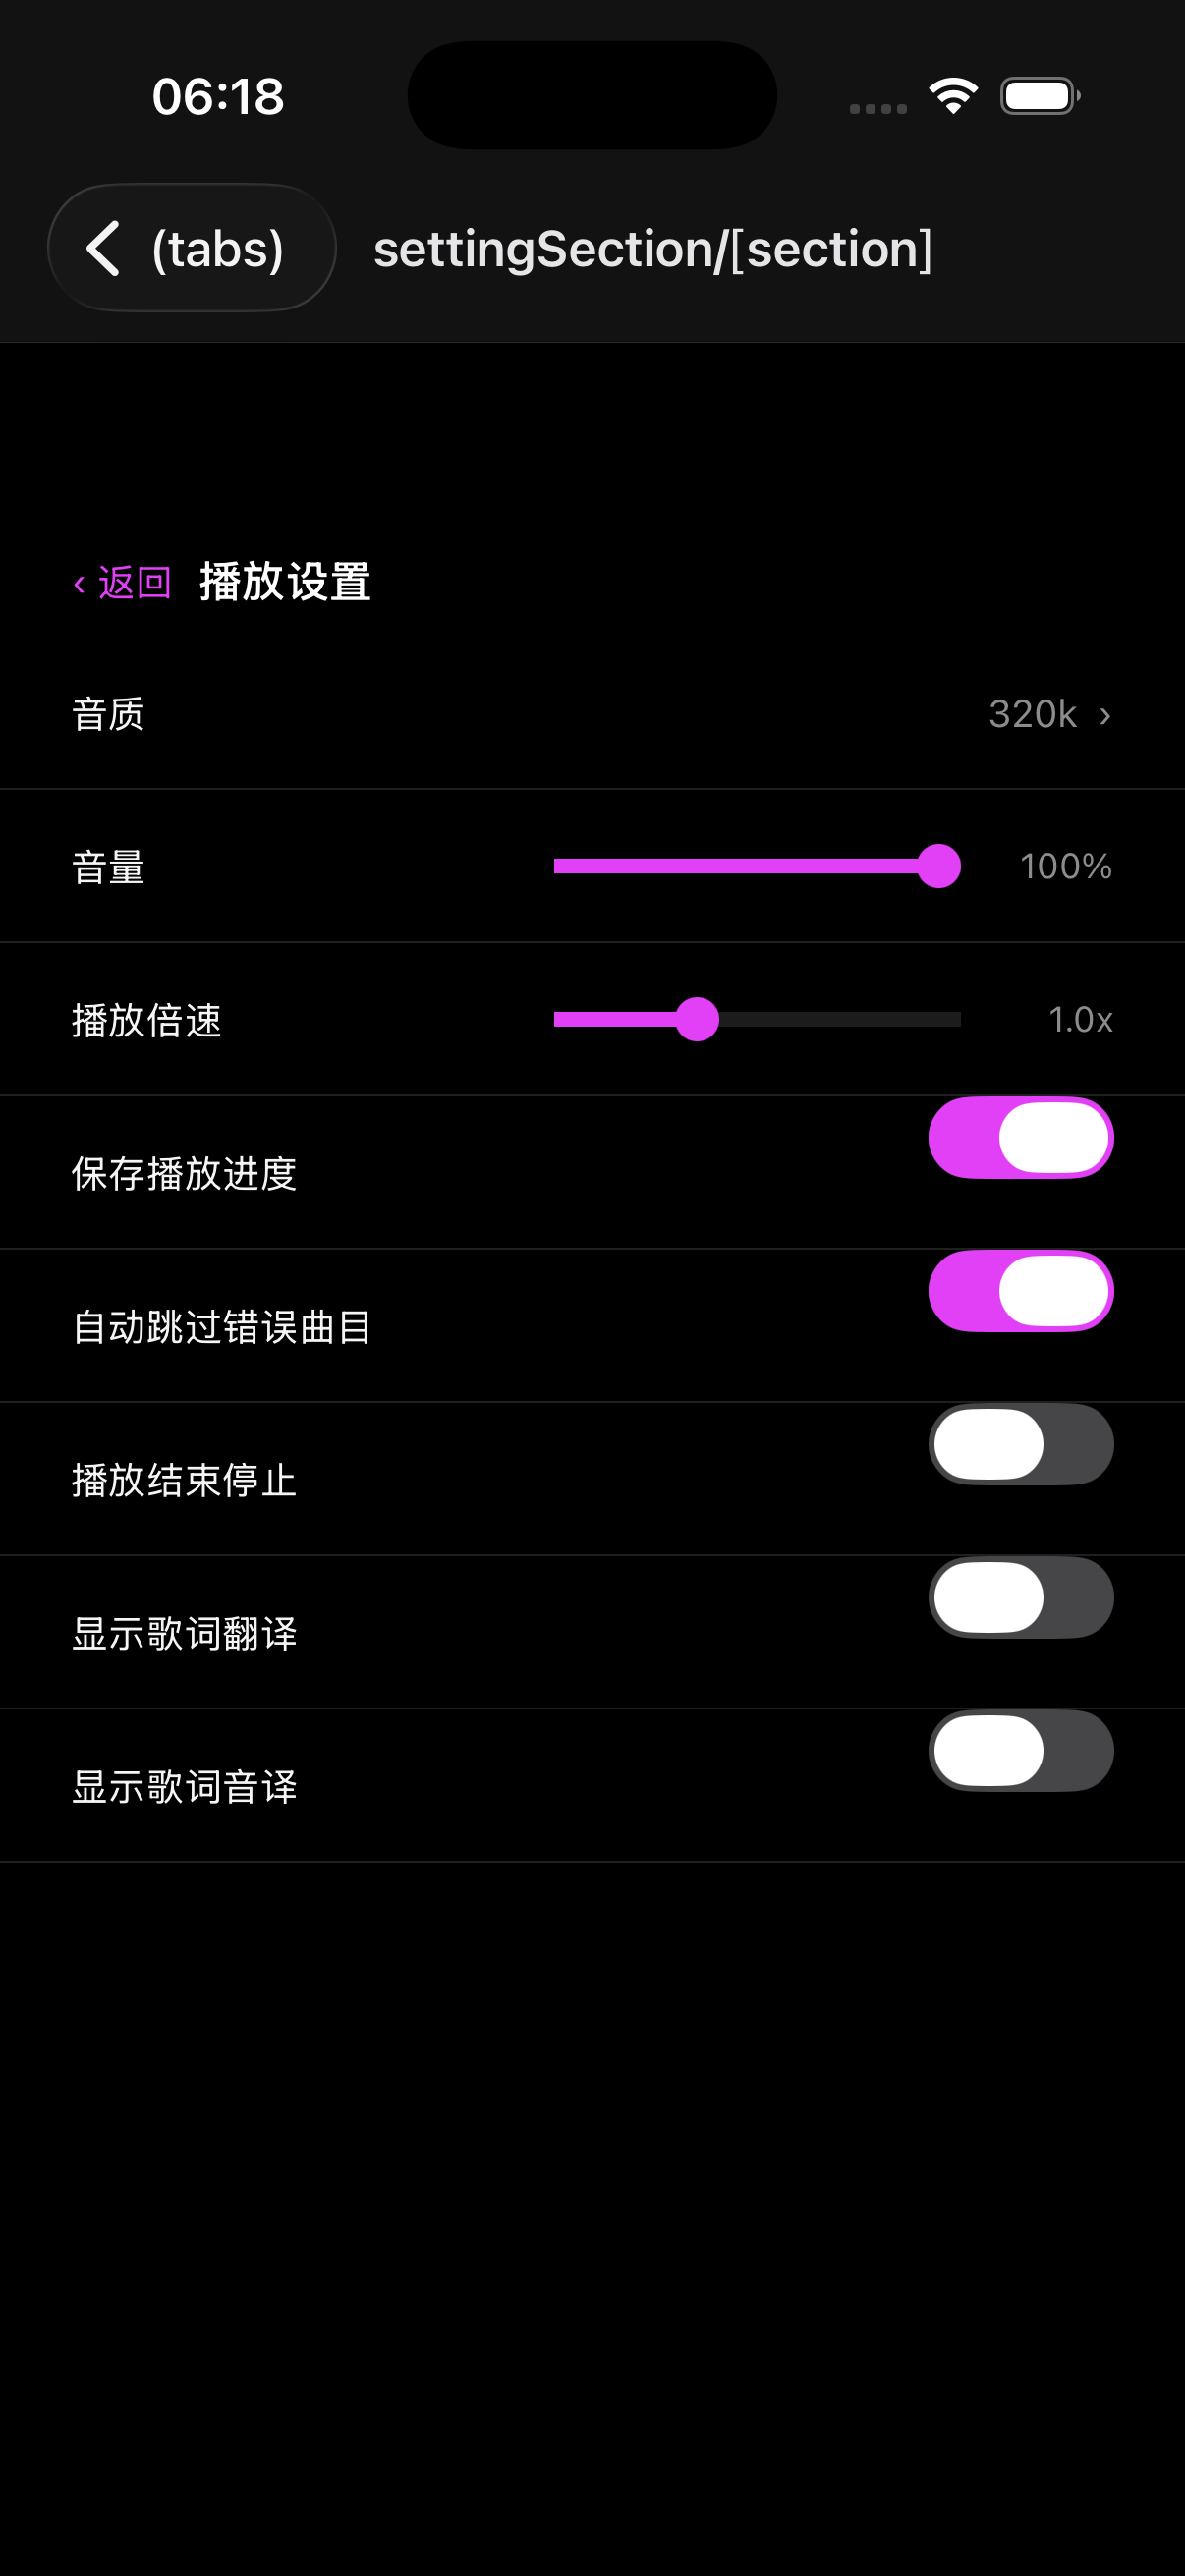 06:18
(tabs) settingSection/[section]
‹ 返回 播放设置
音质 320k ›
音量 100%
播放倍速 1.0x
保存播放进度
自动跳过错误曲目
播放结束停止
显示歌词翻译
显示歌词音译